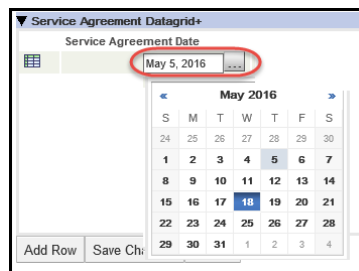 Service Agreement Datagrid+
Service Agreement Date
May 5, 2016 ...
« May 2016 »
S M T W T F S
24 25 26 27 28 29 30
1 2 3 4 5 6 7
8 9 10 11 12 13 14
15 16 17 18 19 20 21
22 23 24 25 26 27 28
29 30 31 1 2 3 4
Add Row Save Cha